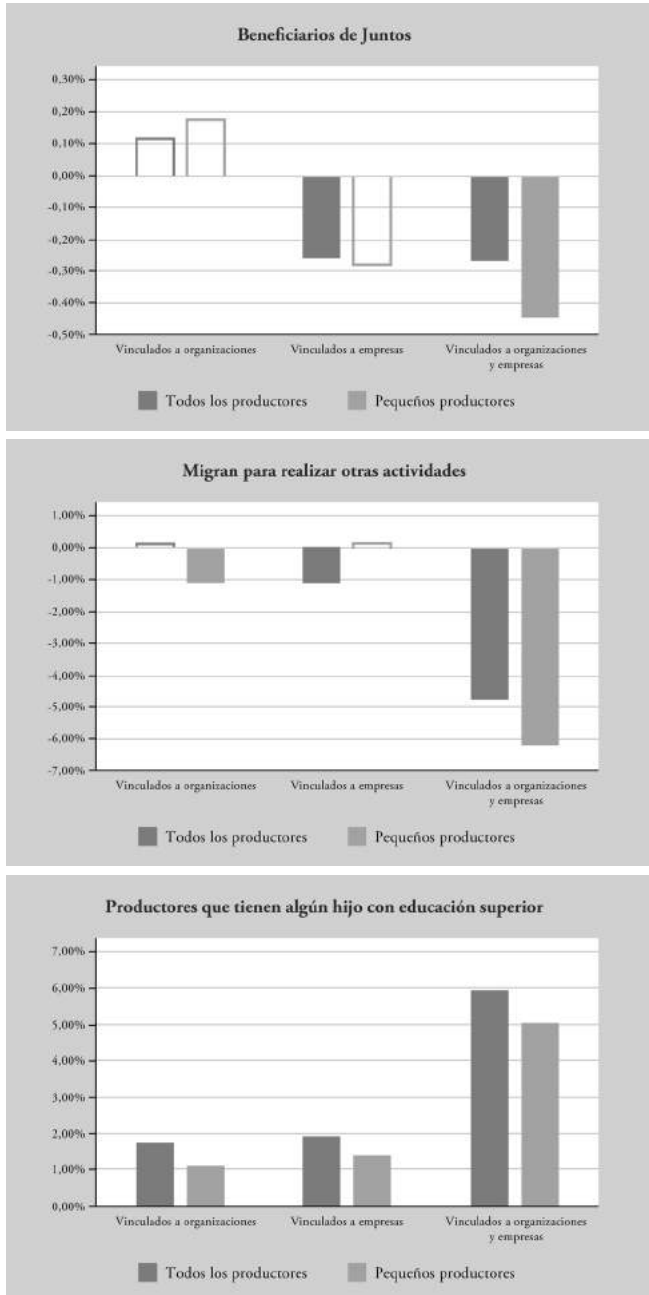 Beneficiarios de Juntos
0,30%
0,20%
0,10%
0,00%
-0,10%
-0,20%
-0,30%
-0.40%
-0,50%
Vinculados a organizaciones
Vinculados a empresas
Vinculados a organizaciones
y empresas
Todos los productores
Pequeños productores
Migran para realizar otras actividades
1,00%
0,00%
-1,00%
-2,00%
-3,00%
-4,00%
-5,00%
-6,00%
-7,00%
Vinculados a organizaciones
Vinculados a empresas
Vinculados a organizaciones
y empresas
Todos los productores
Pequeños productores
Productores que tienen algún hijo con educación superior
7,00%
6,00%
5,00%
4,00%
3,00%
2,00%
1,00%
0,00%
Vinculados a organizaciones
Vinculados a empresas
Vinculados a organizaciones
y empresas
Todos los productores
Pequeños productores